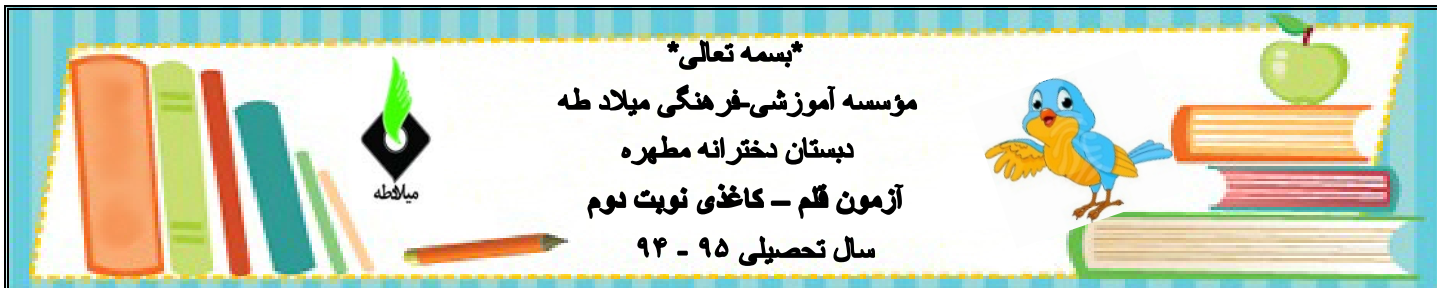 *بسمه تعالی*
مؤسسه آموزشی-فرهنگی میلاد طه
دبستان دخترانه مطهره
آزمون قلم – کاغذی نوبت دوم
سال تحصیلی ۹۵ - ۹۴
میلادطه